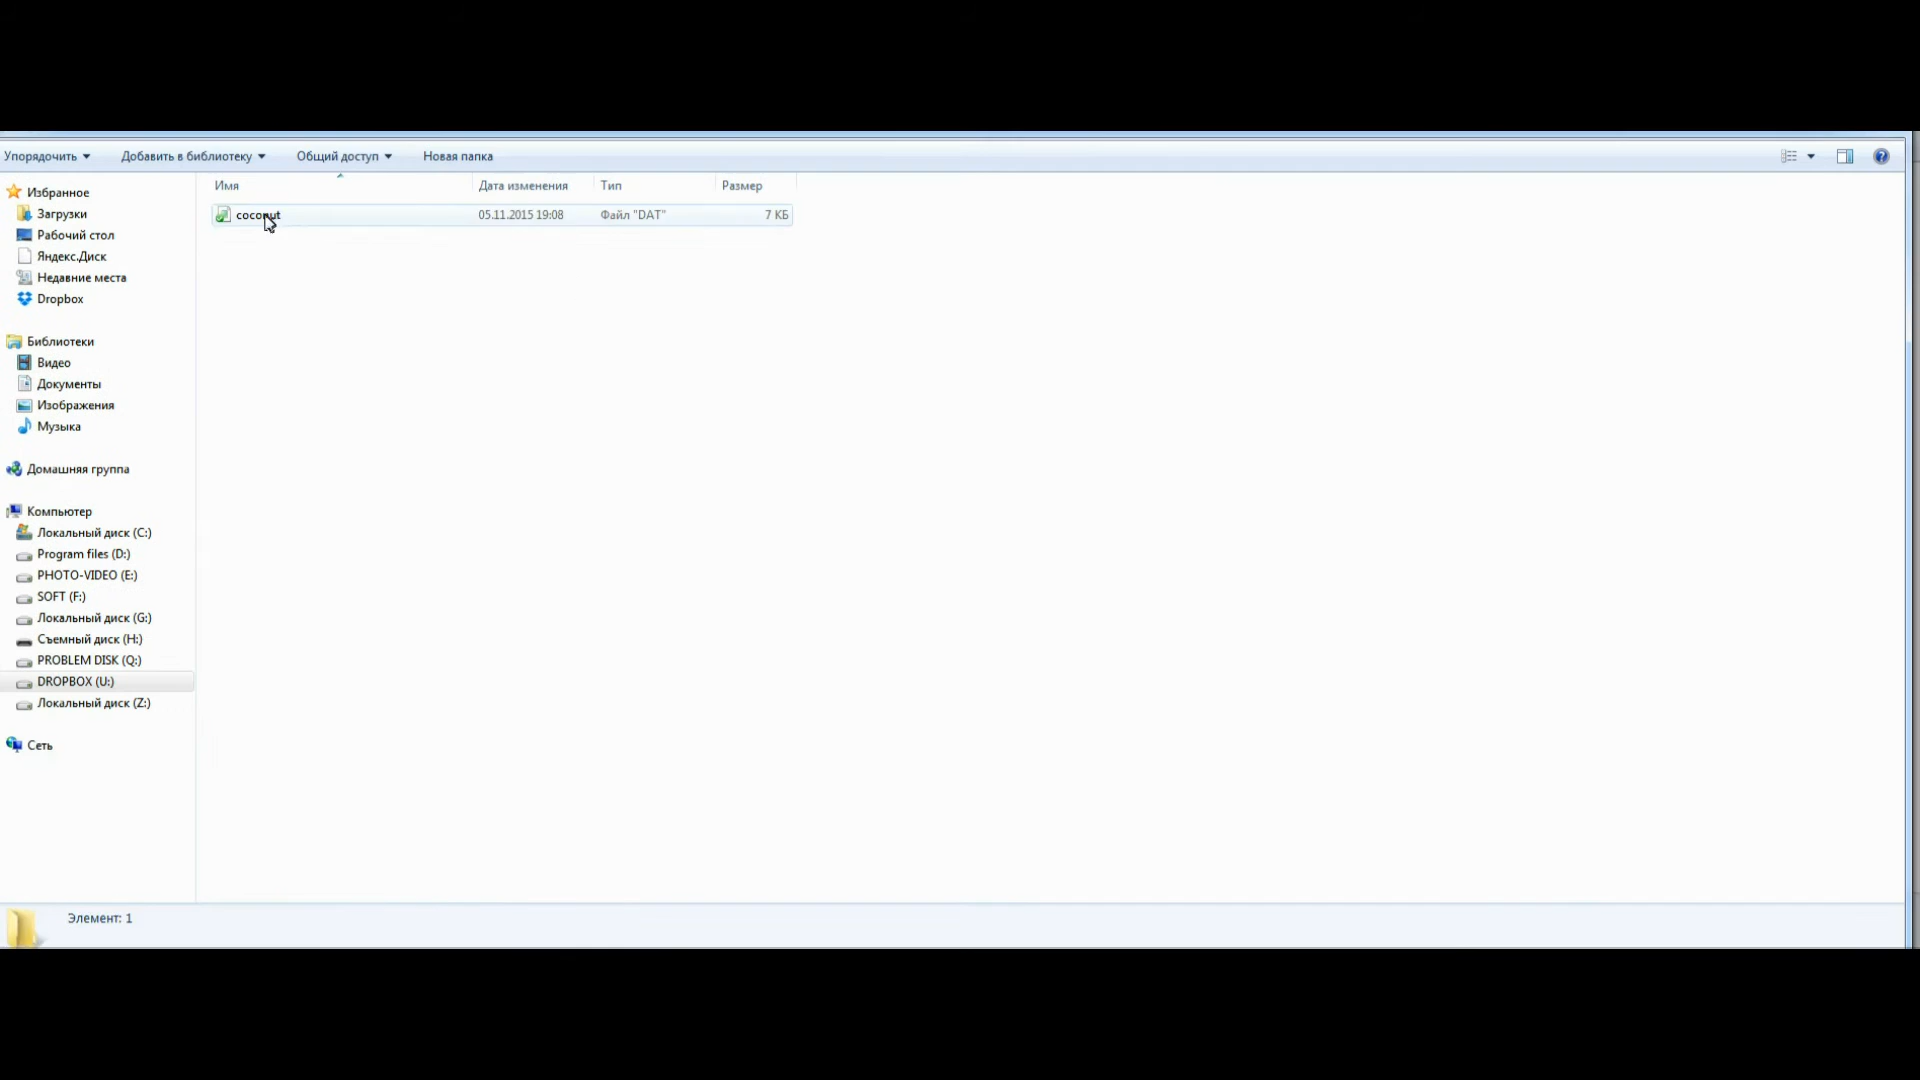 Упорядочить Добавить в библиотеку Общий доступ Новая папка
Имя Дата изменения Тип Размер
coconut 05.11.2015 19:08 Файл "DAT" 7 КБ
Избранное
Загрузки
Рабочий стол
Яндекс.Диск
Недавние места
Dropbox
Библиотеки
Видео
Документы
Изображения
Музыка
Домашняя группа
Компьютер
Локальный диск (C:)
Program files (D:)
PHOTO-VIDEO (E:)
SOFT (F:)
Локальный диск (G:)
Съемный диск (H:)
PROBLEM DISK (Q:)
DROPBOX (U:)
Локальный диск (Z:)
Сеть
Элемент: 1